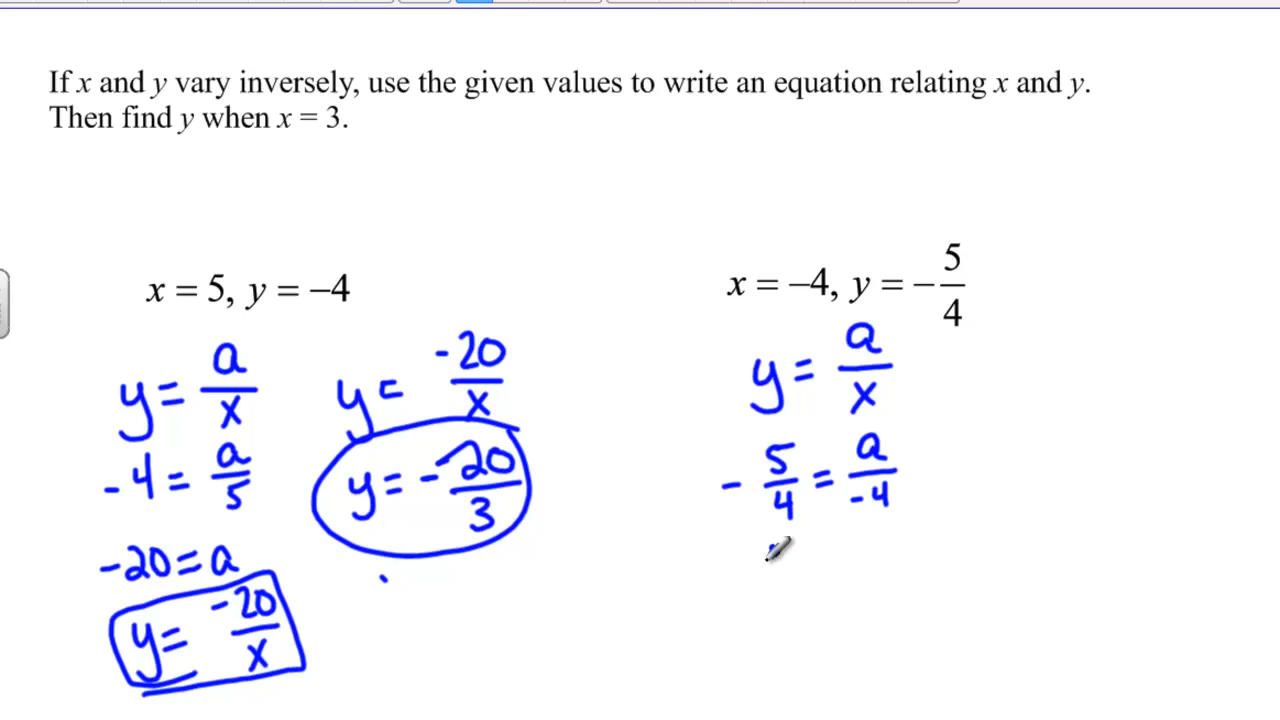 If x and y vary inversely, use the given values to write an equation relating x and y.
Then find y when x = 3.
x = 5, y = –4
y = a/x
-4 = a/5
-20 = a
y = -20/x
y = -20/x
y = -20/3
x = –4, y = –5/4
y = a/x
-5/4 = a/-4